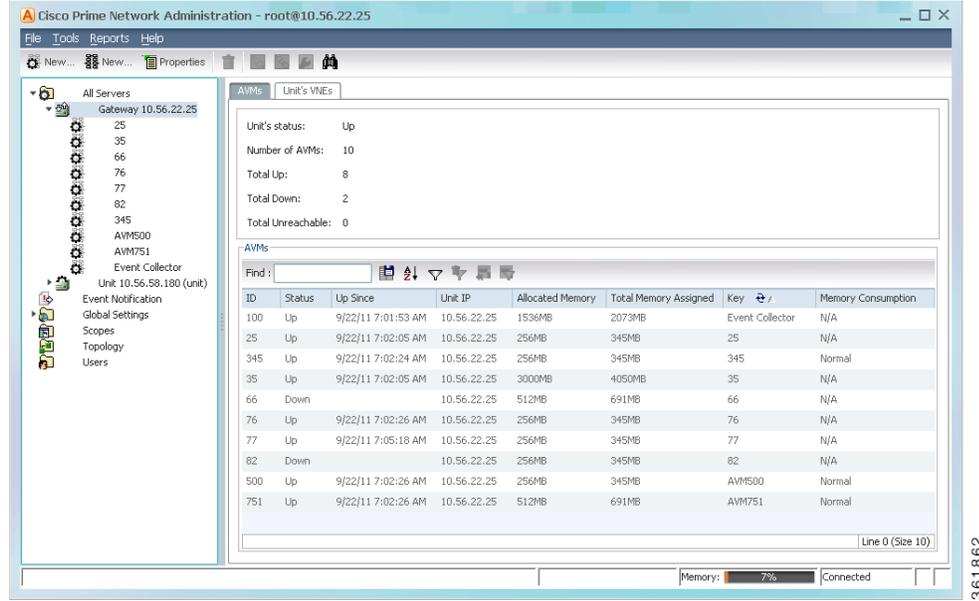 Cisco Prime Network Administration - root@10.56.22.25
File Tools Reports Help
New... New... Properties
All Servers
Gateway 10.56.22.25
25
35
66
76
77
82
345
AVM500
AVM751
Event Collector
Unit 10.56.58.180 (unit)
Event Notification
Global Settings
Scopes
Topology
Users
AVMs Unit's VNEs
Unit's status: Up
Number of AVMs: 10
Total Up: 8
Total Down: 2
Total Unreachable: 0
AVMs
Find :
ID Status Up Since Unit IP Allocated Memory Total Memory Assigned Key Memory Consumption
100 Up 9/22/11 7:01:53 AM 10.56.22.25 1536MB 2073MB Event Collector N/A
25 Up 9/22/11 7:02:05 AM 10.56.22.25 256MB 345MB 25 N/A
345 Up 9/22/11 7:02:24 AM 10.56.22.25 256MB 345MB 345 Normal
35 Up 9/22/11 7:02:05 AM 10.56.22.25 3000MB 4050MB 35 N/A
66 Down 10.56.22.25 512MB 691MB 66 N/A
76 Up 9/22/11 7:02:26 AM 10.56.22.25 256MB 345MB 76 N/A
77 Up 9/22/11 7:05:18 AM 10.56.22.25 256MB 345MB 77 N/A
82 Down 10.56.22.25 256MB 345MB 82 N/A
500 Up 9/22/11 7:02:26 AM 10.56.22.25 256MB 345MB AVM500 Normal
751 Up 9/22/11 7:02:26 AM 10.56.22.25 512MB 691MB AVM751 Normal
Line 0 (Size 10)
Memory: 7% Connected
361862